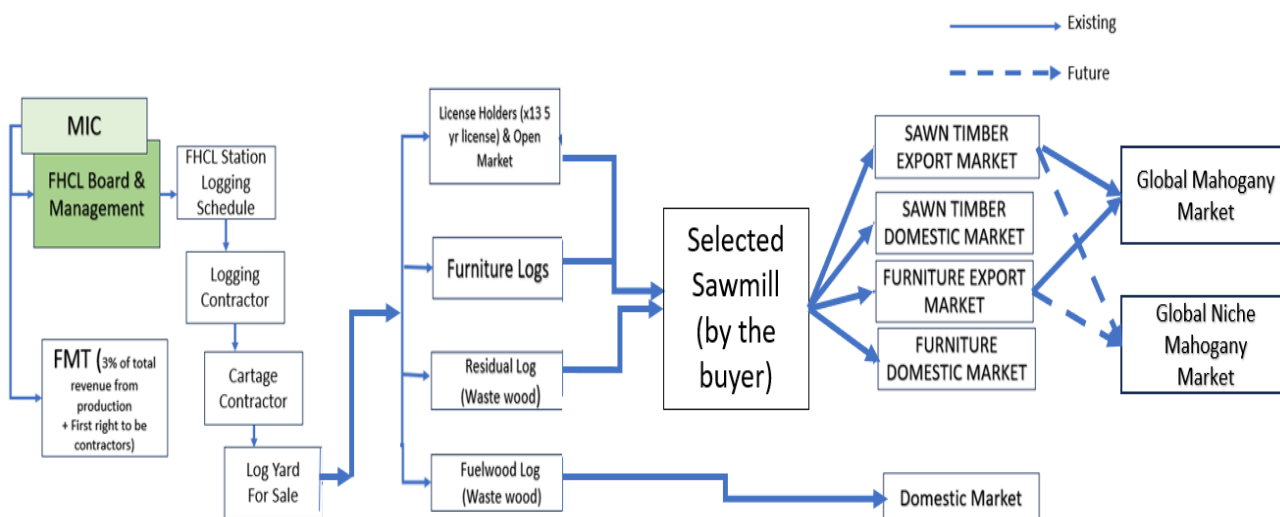 Existing
Future
MIC
FHCL Board &
Management
FHCL Station
Logging
Schedule
Logging
Contractor
Cartage
Contractor
Log Yard
For Sale
FMT (3% of total
revenue from
production
+ First right to be
contractors)
License Holders (x13 5
yr license) & Open
Market
Furniture Logs
Residual Log
(Waste wood)
Fuelwood Log
(Waste wood)
Selected
Sawmill
(by the
buyer)
SAWN TIMBER
EXPORT MARKET
SAWN TIMBER
DOMESTIC MARKET
FURNITURE EXPORT
MARKET
FURNITURE
DOMESTIC MARKET
Domestic Market
Global Mahogany
Market
Global Niche
Mahogany
Market